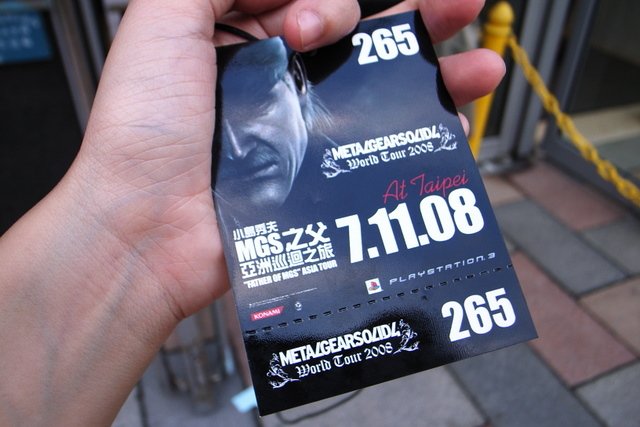 265
METAL GEAR SOLID 4
World Tour 2008
At Taipei
7.11.08
小島秀夫
MGS之父
亞洲巡迴之旅
"FATHER OF MGS" ASIA TOUR
PLAYSTATION 3
KONAMI
265
METAL GEAR SOLID 4
World Tour 2008